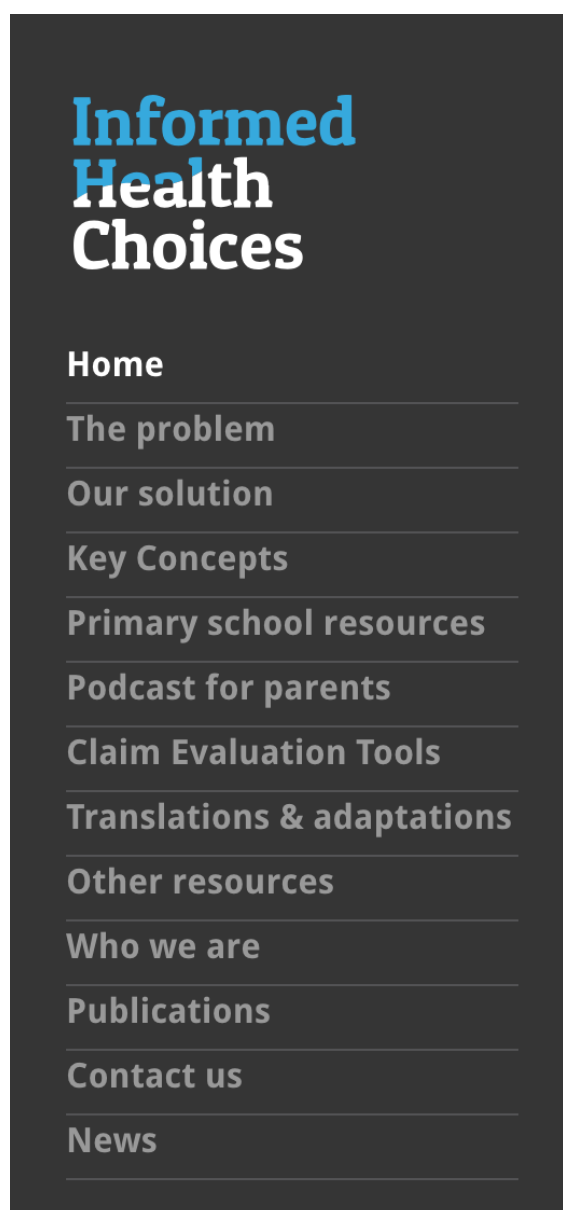 Informed
Health
Choices
Home
The problem
Our solution
Key Concepts
Primary school resources
Podcast for parents
Claim Evaluation Tools
Translations & adaptations
Other resources
Who we are
Publications
Contact us
News